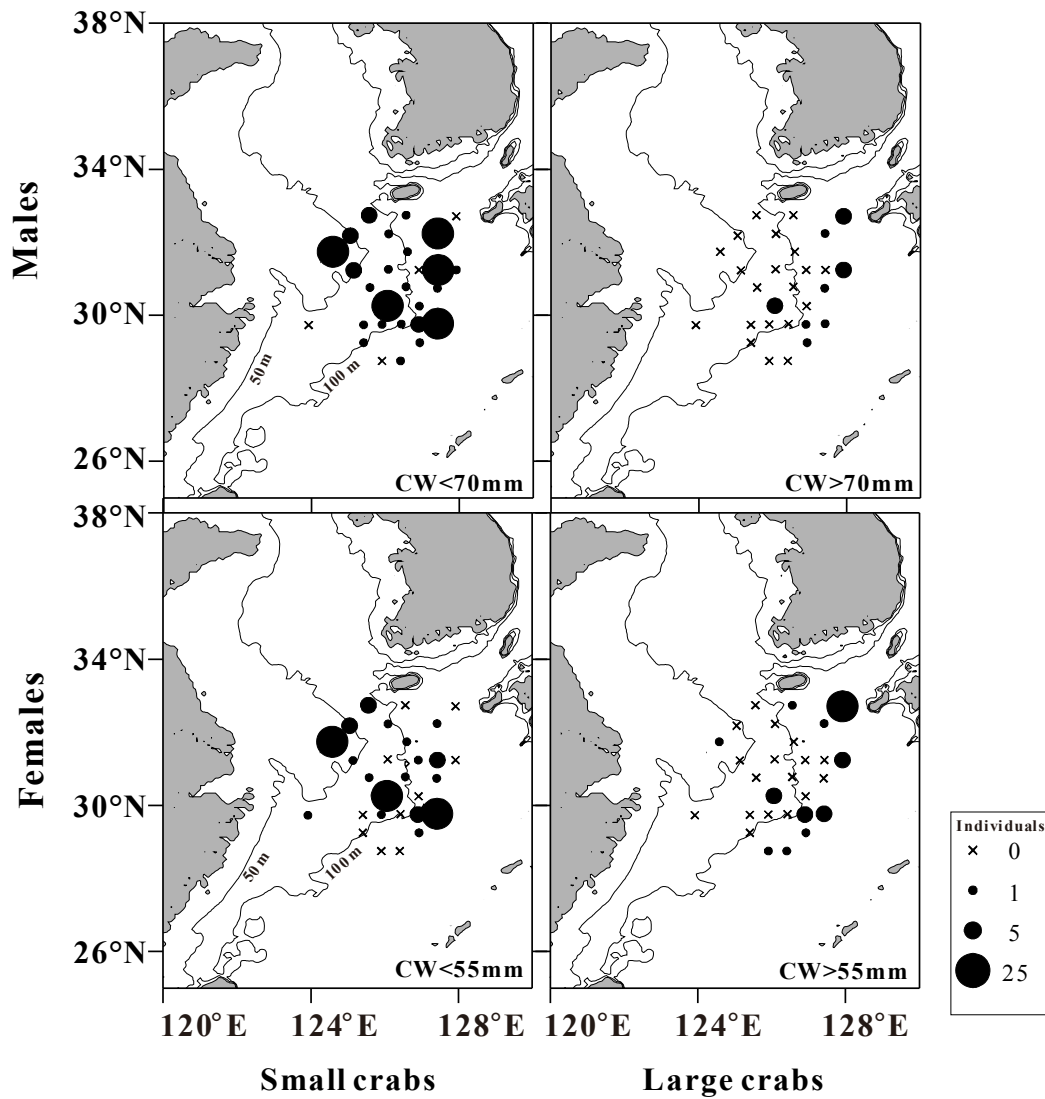 38°N
34°N
30°N
26°N
Males
50 m
100 m
CW<70mm
CW>70mm
38°N
34°N
30°N
26°N
Females
50 m
100 m
CW<55mm
CW>55mm
Individuals
× 0
1
5
25
120°E 124°E 128°E 120°E 124°E 128°E
Small crabs Large crabs